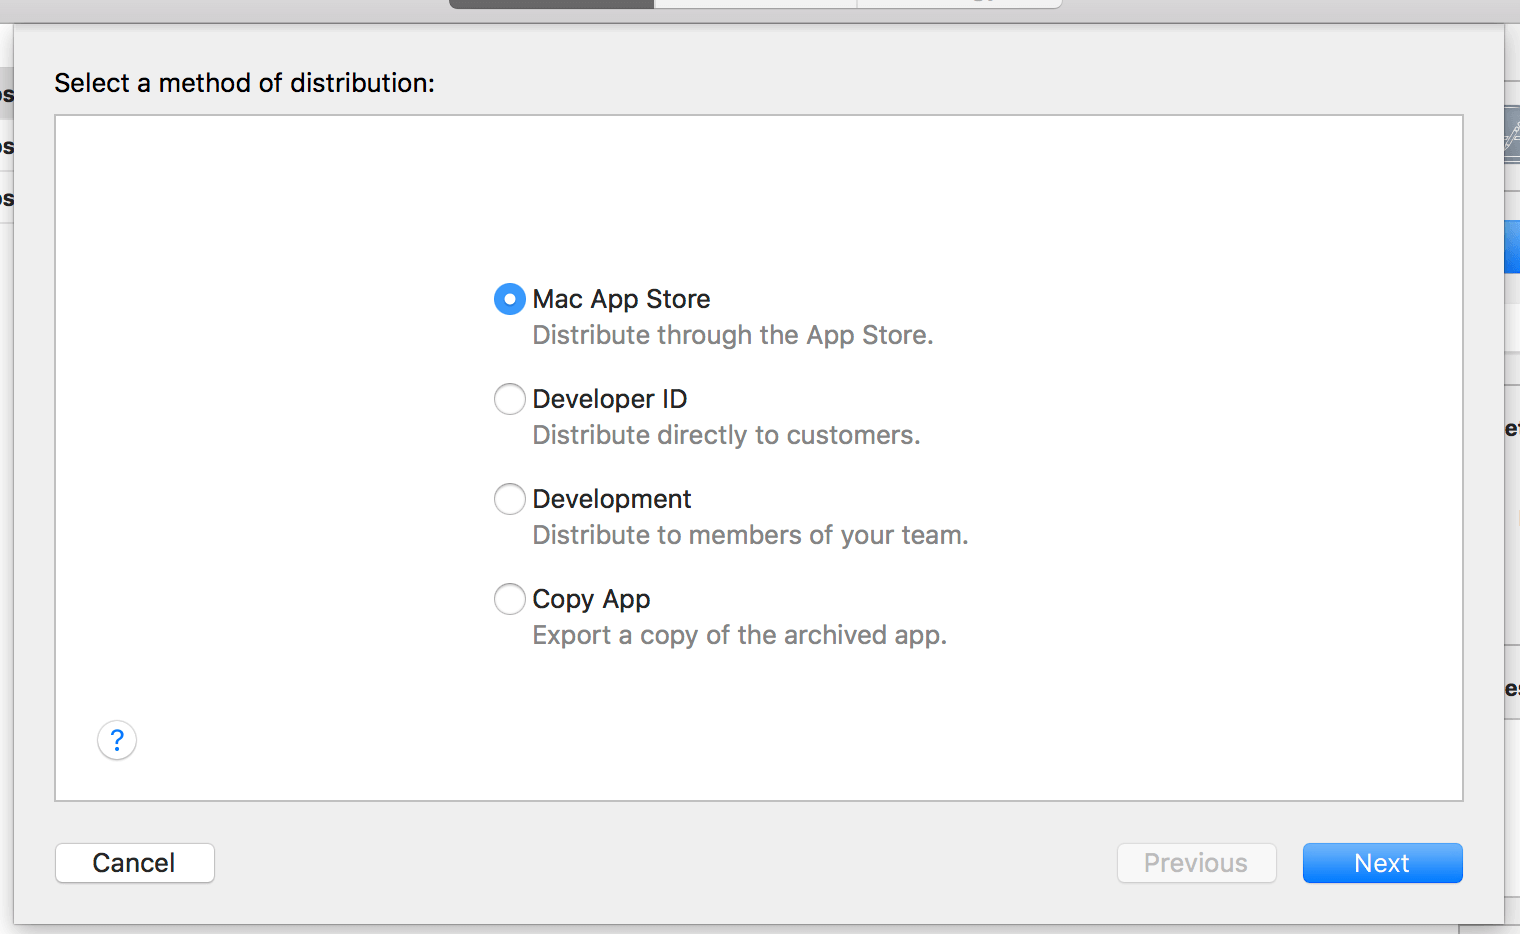 Select a method of distribution:
Mac App Store
Distribute through the App Store.
Developer ID
Distribute directly to customers.
Development
Distribute to members of your team.
Copy App
Export a copy of the archived app.
?
Cancel
Previous
Next